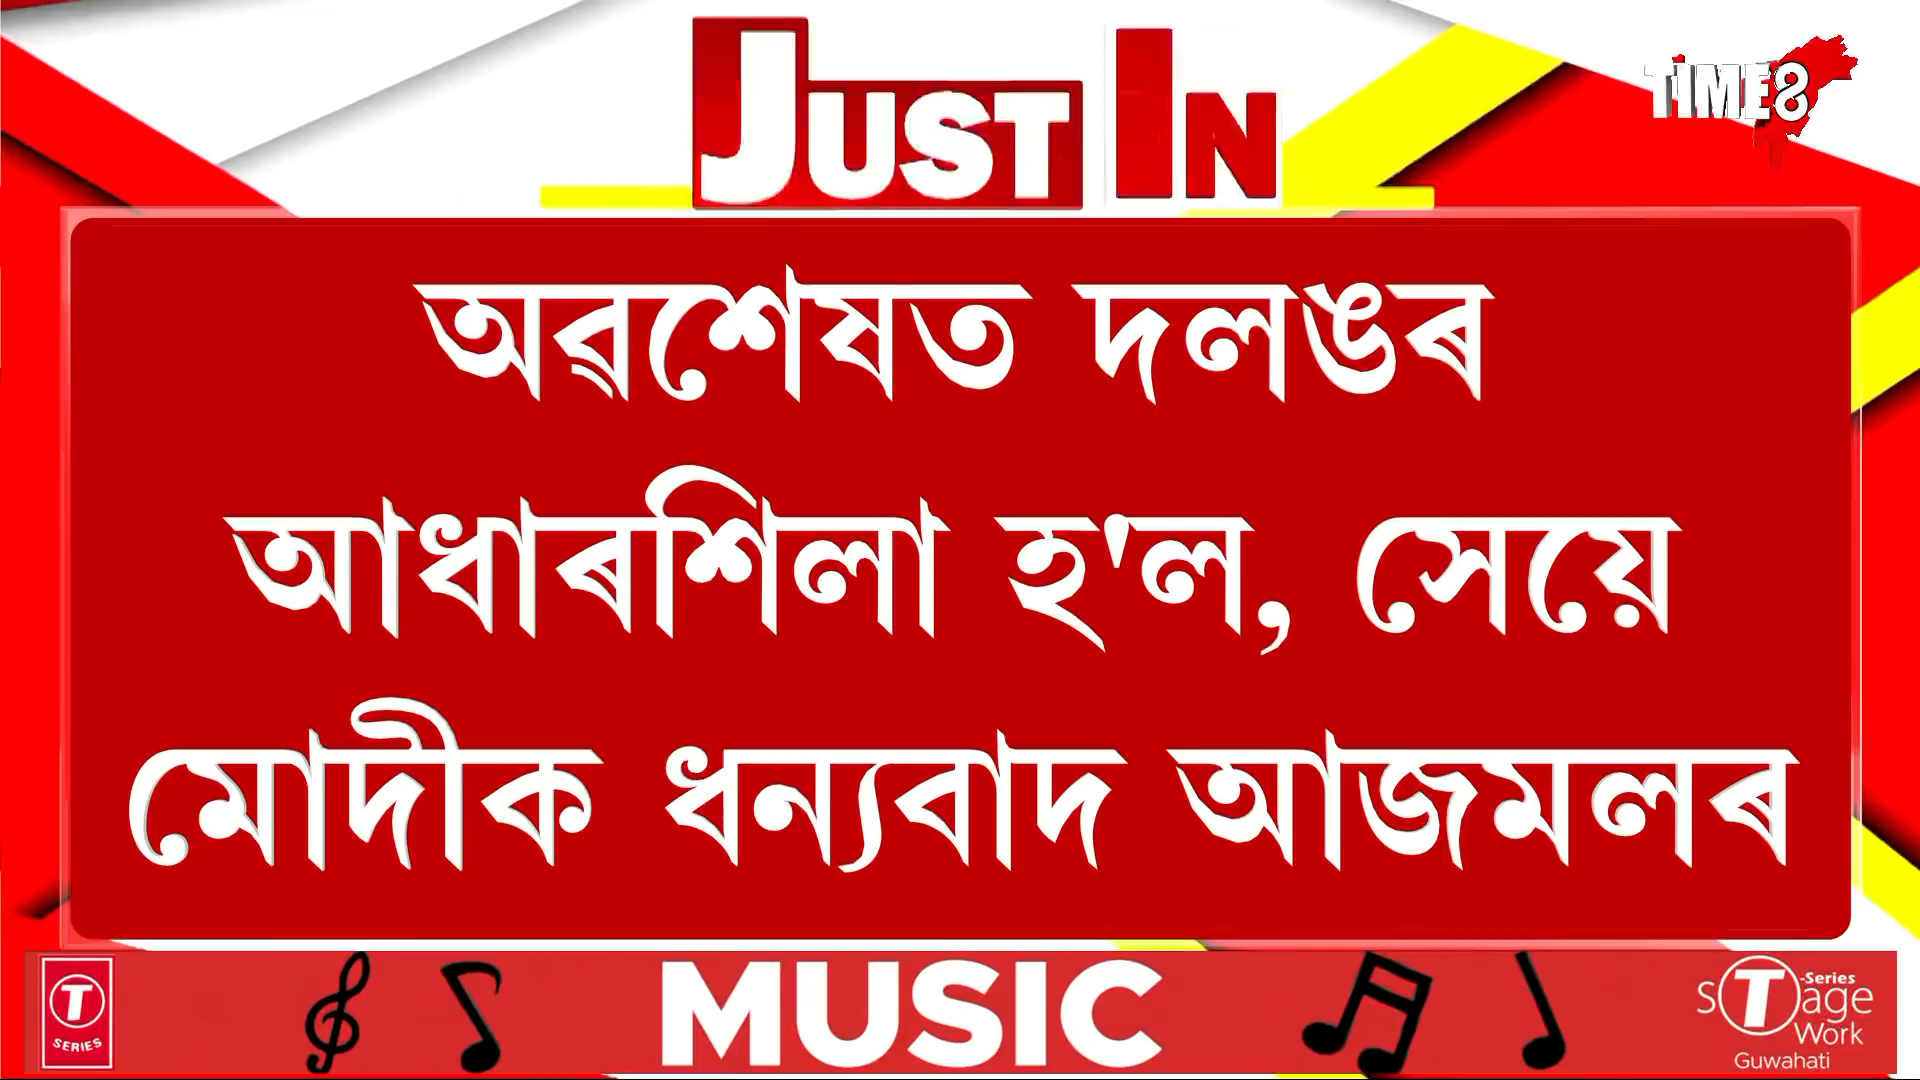 JUST IN
TIME8
অৱশেষত দলঙৰ
আধাৰশিলা হ'ল, সেয়ে
মোদীক ধন্যবাদ আজমলৰ
T
SERIES
MUSIC
T-Series
Stage
Work
Guwahati